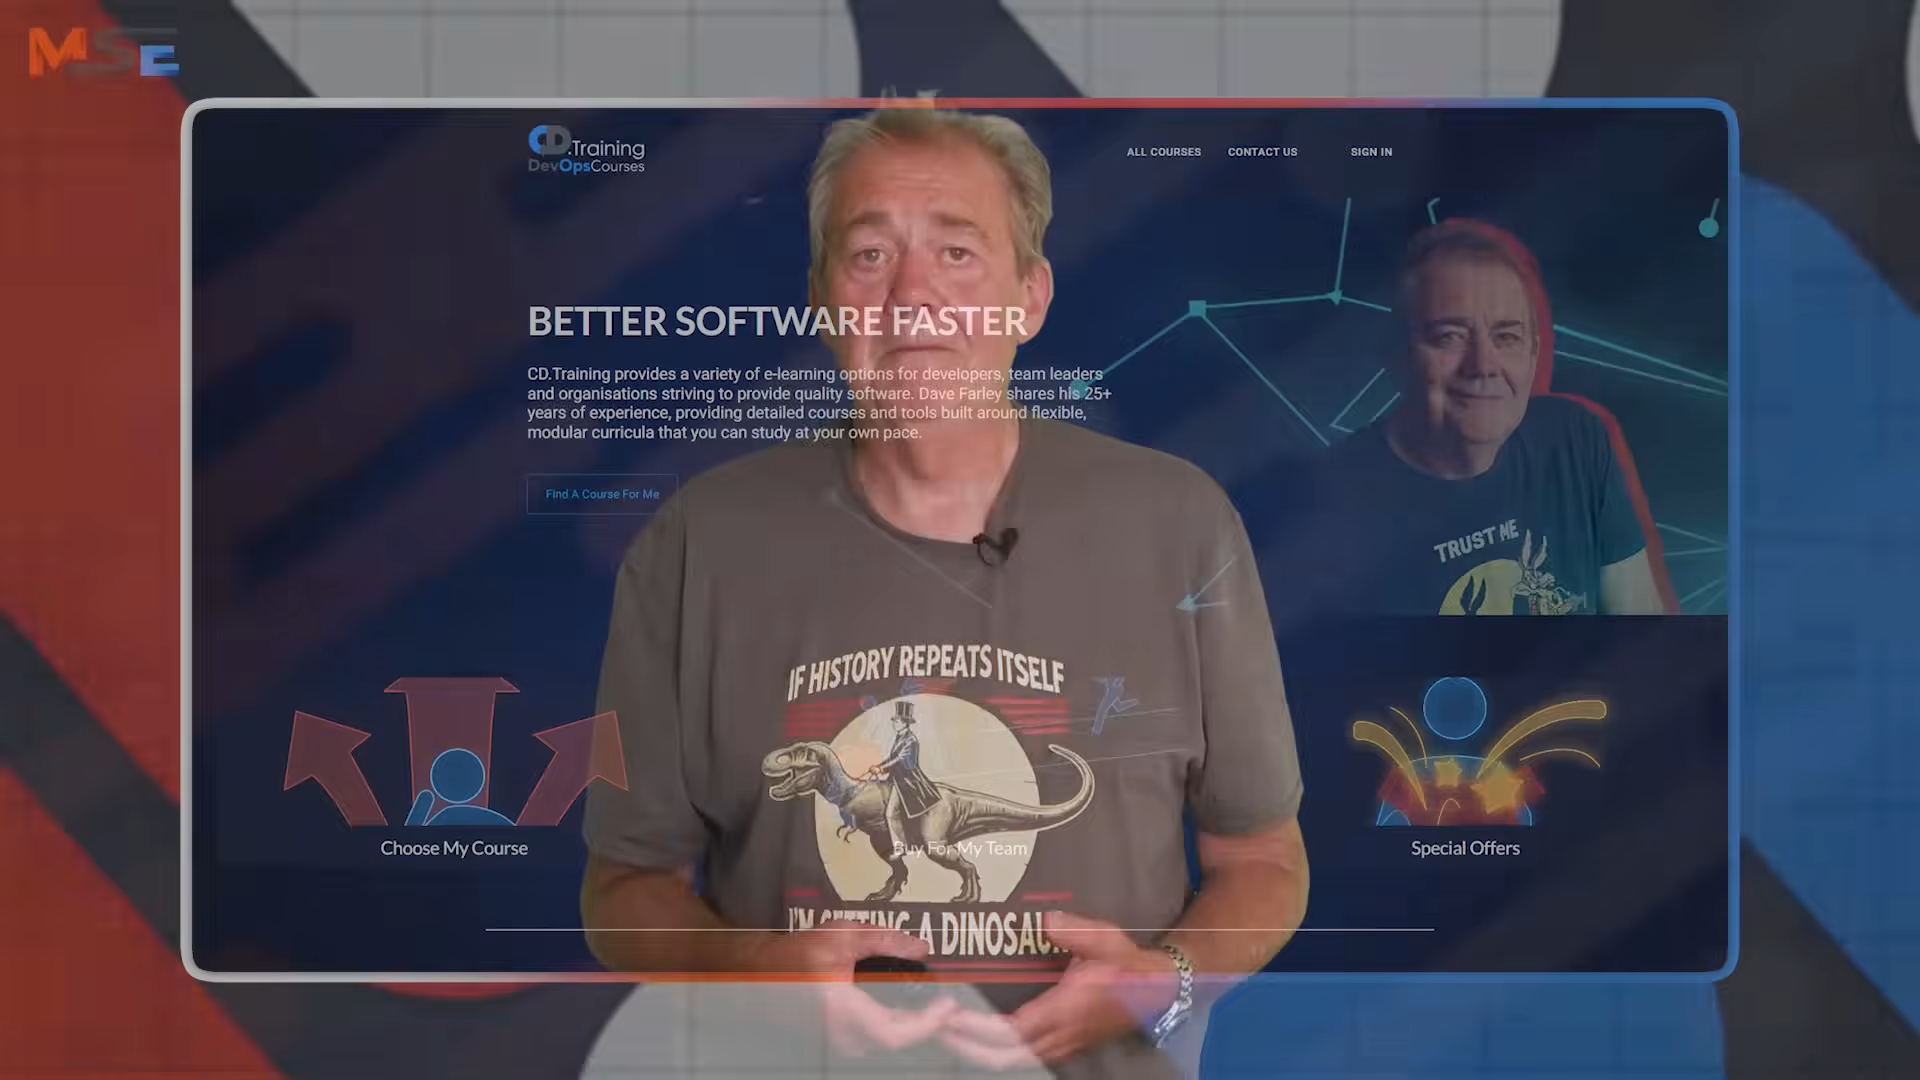 MSE
CD.Training
DevOpsCourses
ALL COURSES
CONTACT US
SIGN IN
BETTER SOFTWARE FASTER
CD.Training provides a variety of e-learning options for developers, team leaders
and organisations striving to provide quality software. Dave Farley shares his 25+
years of experience, providing detailed courses and tools built around flexible,
modular curricula that you can study at your own pace.
Find A Course For Me
TRUST ME
IF HISTORY REPEATS ITSELF
I'M GETTING A DINOSAUR
Choose My Course
Buy For My Team
Special Offers